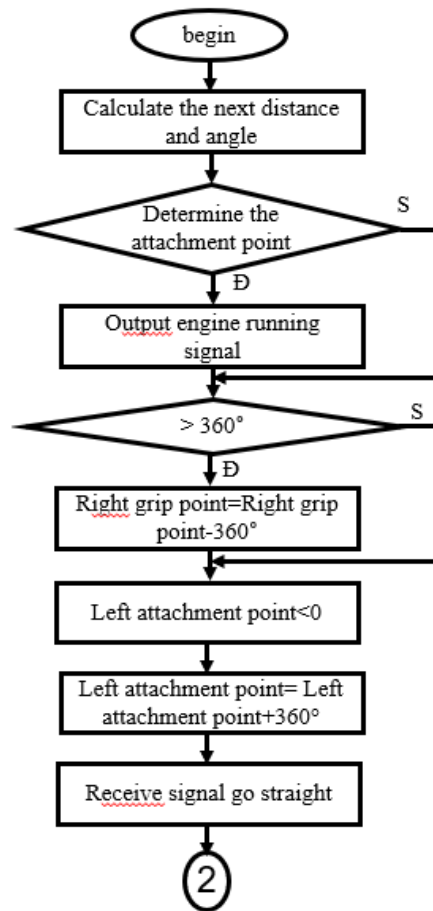 begin
Calculate the next distance
and angle
Determine the
attachment point
S
Đ
Output engine running
signal
> 360°
S
Đ
Right grip point=Right grip
point-360°
Left attachment point<0
Left attachment point= Left
attachment point+360°
Receive signal go straight
2